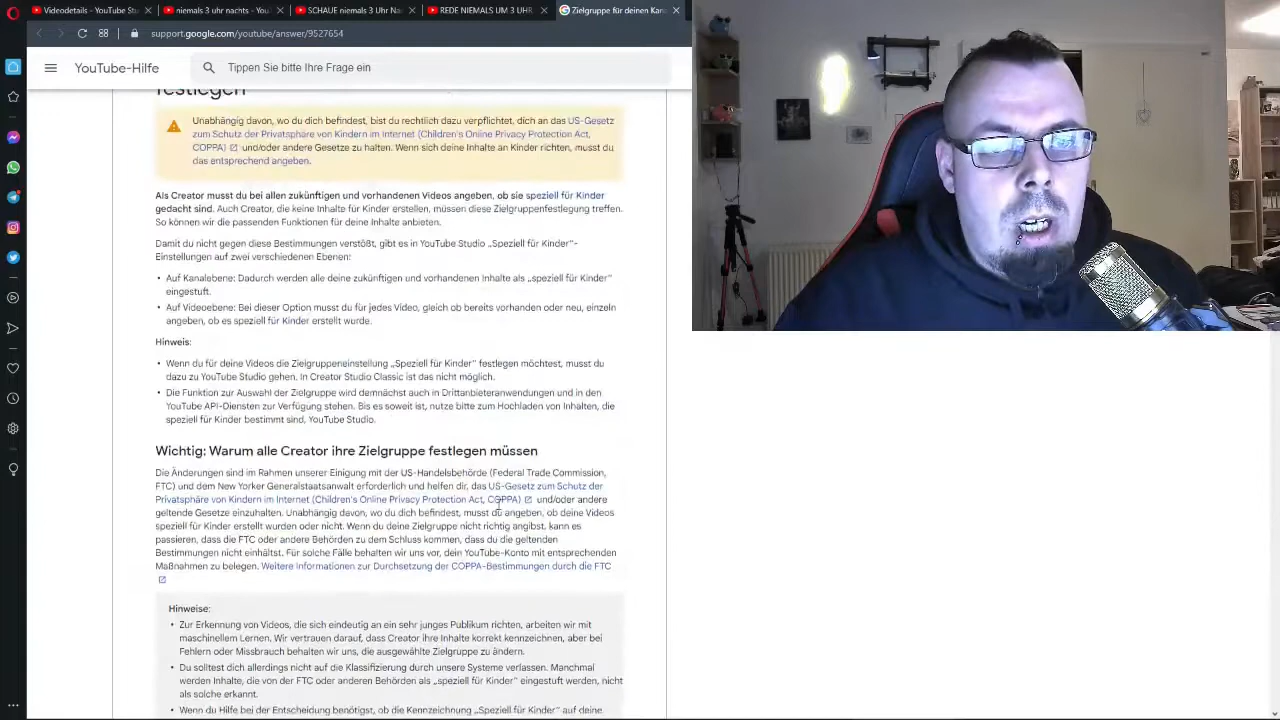 Videodetails - YouTube Stu
niemals 3 uhr nachts - You
SCHAUE niemals 3 Uhr Na
REDE NIEMALS UM 3 UHR
Zielgruppe für deinen Kana
support.google.com/youtube/answer/9527654
YouTube-Hilfe
Tippen Sie bitte Ihre Frage ein
festlegen
Unabhängig davon, wo du dich befindest, bist du rechtlich dazu verpflichtet, dich an das US-Gesetz
zum Schutz der Privatsphäre von Kindern im Internet (Children's Online Privacy Protection Act,
COPPA) und/oder andere Gesetze zu halten. Wenn sich deine Inhalte an Kinder richten, musst du
das entsprechend angeben.
Als Creator musst du bei allen zukünftigen und vorhandenen Videos angeben, ob sie speziell für Kinder
gedacht sind. Auch Creator, die keine Inhalte für Kinder erstellen, müssen diese Zielgruppenfestlegung treffen.
So können wir die passenden Funktionen für deine Inhalte anbieten.
Damit du nicht gegen diese Bestimmungen verstößt, gibt es in YouTube Studio „Speziell für Kinder"-
Einstellungen auf zwei verschiedenen Ebenen:
• Auf Kanalebene: Dadurch werden alle deine zukünftigen und vorhandenen Inhalte als „speziell für Kinder"
eingestuft.
• Auf Videoebene: Bei dieser Option musst du für jedes Video, gleich ob bereits vorhanden oder neu, einzeln
angeben, ob es speziell für Kinder erstellt wurde.
Hinweis:
• Wenn du für deine Videos die Zielgruppeneinstellung „Speziell für Kinder" festlegen möchtest, musst du
dazu zu YouTube Studio gehen. In Creator Studio Classic ist das nicht möglich.
• Die Funktion zur Auswahl der Zielgruppe wird demnächst auch in Drittanbieteranwendungen und in den
YouTube API-Diensten zur Verfügung stehen. Bis es soweit ist, nutze bitte zum Hochladen von Inhalten, die
speziell für Kinder bestimmt sind, YouTube Studio.
Wichtig: Warum alle Creator ihre Zielgruppe festlegen müssen
Die Änderungen sind im Rahmen unserer Einigung mit der US-Handelsbehörde (Federal Trade Commission,
FTC) und dem New Yorker Generalstaatsanwalt erforderlich und helfen dir, das US-Gesetz zum Schutz der
Privatsphäre von Kindern im Internet (Children's Online Privacy Protection Act, COPPA) und/oder andere
geltende Gesetze einzuhalten. Unabhängig davon, wo du dich befindest, musst du angeben, ob deine Videos
speziell für Kinder erstellt wurden oder nicht. Wenn du deine Zielgruppe nicht richtig angibst, kann es
passieren, dass die FTC oder andere Behörden zu dem Schluss kommen, dass du die geltenden
Bestimmungen nicht einhältst. Für solche Fälle behalten wir uns vor, dein YouTube-Konto mit entsprechenden
Maßnahmen zu belegen. Weitere Informationen zur Durchsetzung der COPPA-Bestimmungen durch die FTC
Hinweise:
• Zur Erkennung von Videos, die sich eindeutig an ein sehr junges Publikum richten, arbeiten wir mit
maschinellem Lernen. Wir vertrauen darauf, dass Creator ihre Inhalte korrekt kennzeichnen, aber bei
Fehlern oder Missbrauch behalten wir uns, die ausgewählte Zielgruppe zu ändern.
• Du solltest dich allerdings nicht auf die Klassifizierung durch unsere Systeme verlassen. Manchmal
werden Inhalte, die von der FTC oder anderen Behörden als „speziell für Kinder" eingestuft werden, nicht
als solche erkannt.
• Wenn du Hilfe bei der Entscheidung benötigst, ob die Kennzeichnung „Speziell für Kinder" auf deine